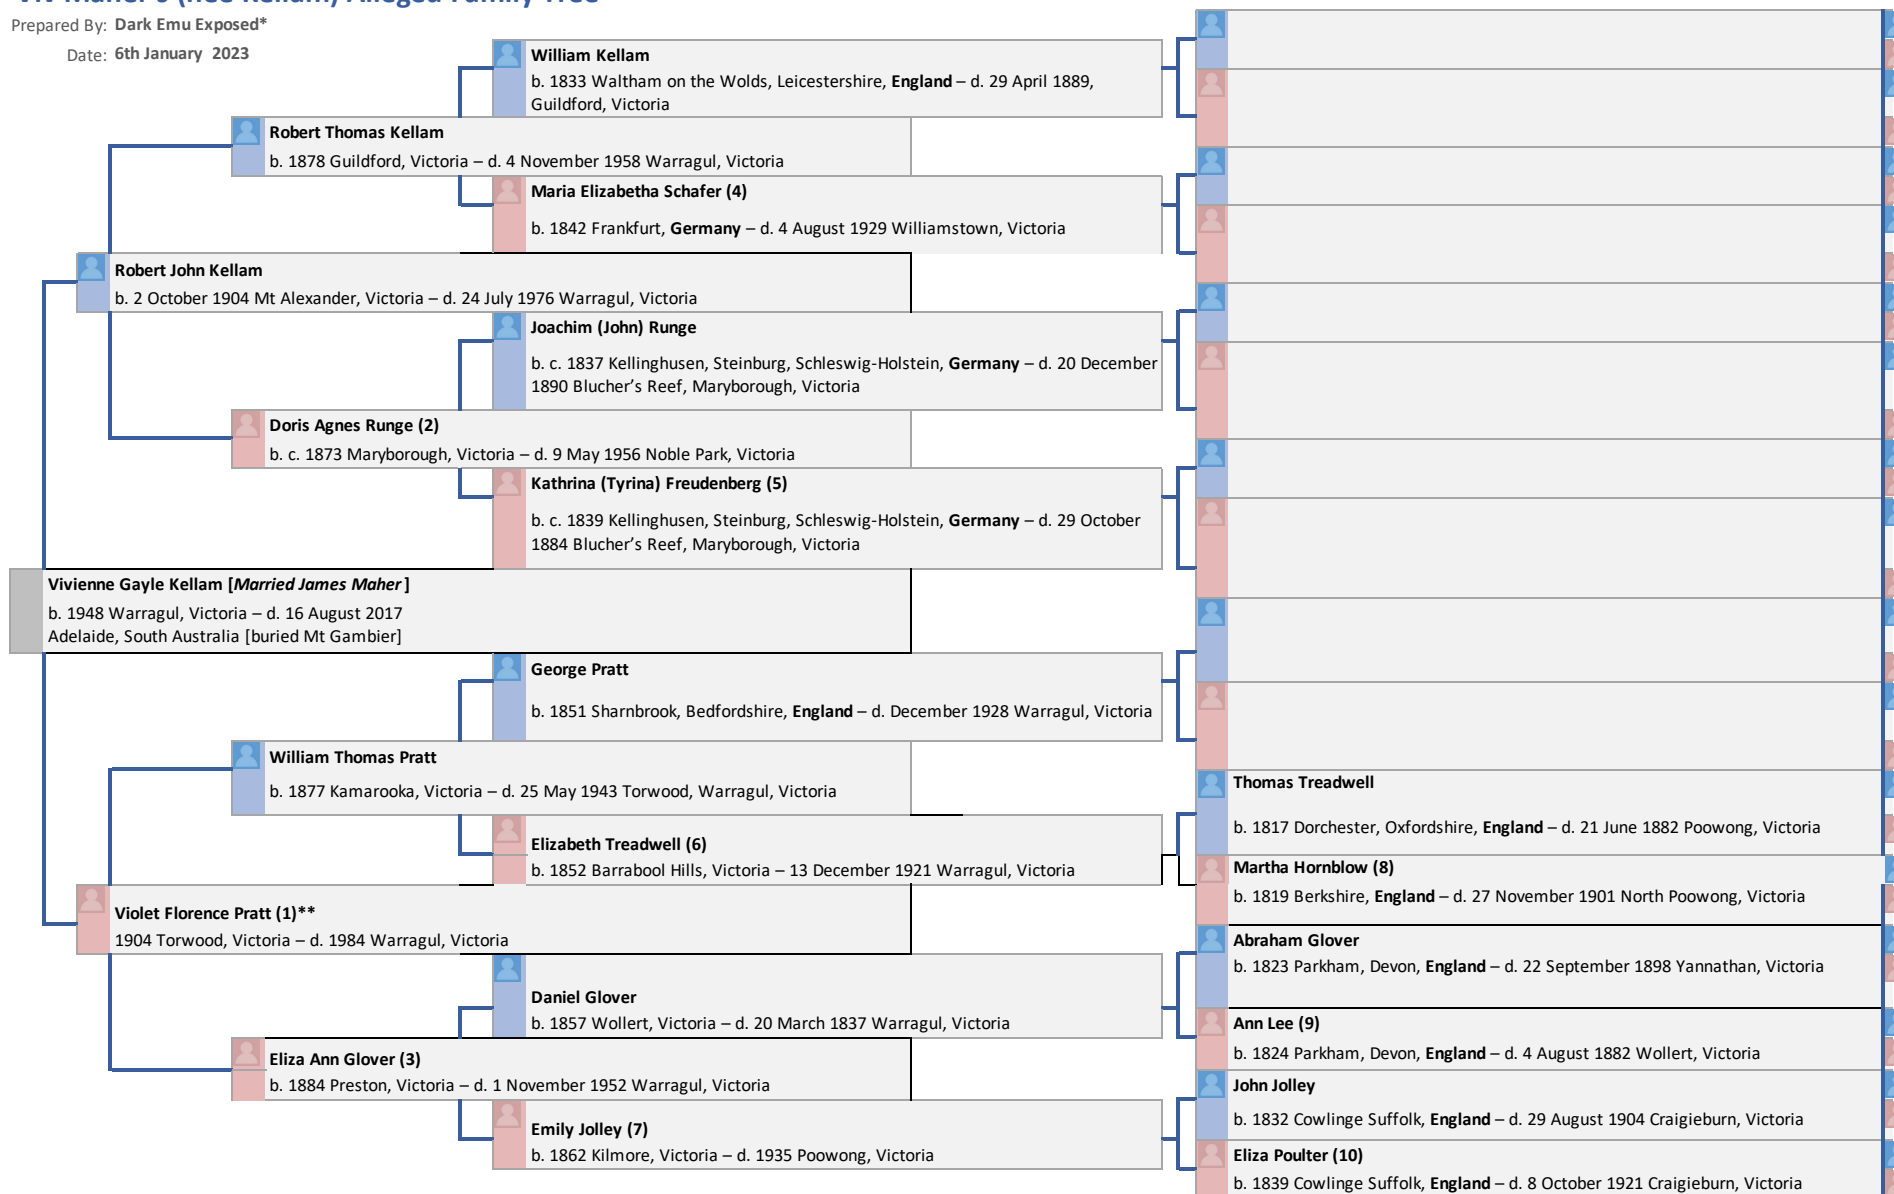 Viv Maher's (nee Kellam) Alleged Family Tree
Prepared By: Dark Emu Exposed*
Date: 6th January 2023
William Kellam
b. 1833 Waltham on the Wolds, Leicestershire, England – d. 29 April 1889,
Guildford, Victoria
Robert Thomas Kellam
b. 1878 Guildford, Victoria – d. 4 November 1958 Warragul, Victoria
Maria Elizabetha Schafer (4)
b. 1842 Frankfurt, Germany – d. 4 August 1929 Williamstown, Victoria
Robert John Kellam
b. 2 October 1904 Mt Alexander, Victoria – d. 24 July 1976 Warragul, Victoria
Joachim (John) Runge
b. c. 1837 Kellinghusen, Steinburg, Schleswig-Holstein, Germany – d. 20 December
1890 Blucher's Reef, Maryborough, Victoria
Doris Agnes Runge (2)
b. c. 1873 Maryborough, Victoria – d. 9 May 1956 Noble Park, Victoria
Kathrina (Tyrina) Freudenberg (5)
b. c. 1839 Kellinghusen, Steinburg, Schleswig-Holstein, Germany – d. 29 October
1884 Blucher's Reef, Maryborough, Victoria
Vivienne Gayle Kellam [Married James Maher ]
b. 1948 Warragul, Victoria – d. 16 August 2017
Adelaide, South Australia [buried Mt Gambier]
George Pratt
b. 1851 Sharnbrook, Bedfordshire, England – d. December 1928 Warragul, Victoria
William Thomas Pratt
b. 1877 Kamarooka, Victoria – d. 25 May 1943 Torwood, Warragul, Victoria
Thomas Treadwell
b. 1817 Dorchester, Oxfordshire, England – d. 21 June 1882 Poowong, Victoria
Elizabeth Treadwell (6)
b. 1852 Barrabool Hills, Victoria – 13 December 1921 Warragul, Victoria
Martha Hornblow (8)
b. 1819 Berkshire, England – d. 27 November 1901 North Poowong, Victoria
Violet Florence Pratt (1)**
1904 Torwood, Victoria – d. 1984 Warragul, Victoria
Abraham Glover
b. 1823 Parkham, Devon, England – d. 22 September 1898 Yannathan, Victoria
Daniel Glover
b. 1857 Wollert, Victoria – d. 20 March 1837 Warragul, Victoria
Ann Lee (9)
b. 1824 Parkham, Devon, England – d. 4 August 1882 Wollert, Victoria
Eliza Ann Glover (3)
b. 1884 Preston, Victoria – d. 1 November 1952 Warragul, Victoria
John Jolley
b. 1832 Cowlinge Suffolk, England – d. 29 August 1904 Craigieburn, Victoria
Emily Jolley (7)
b. 1862 Kilmore, Victoria – d. 1935 Poowong, Victoria
Eliza Poulter (10)
b. 1839 Cowlinge Suffolk, England – d. 8 October 1921 Craigieburn, Victoria